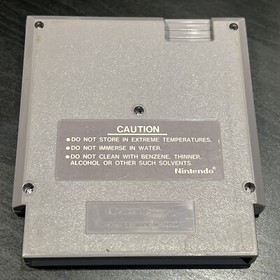 CAUTION
• DO NOT STORE IN EXTREME TEMPERATURES.
• DO NOT IMMERSE IN WATER.
• DO NOT CLEAN WITH BENZENE, THINNER,
ALCOHOL OR OTHER SUCH SOLVENTS.
Nintendo